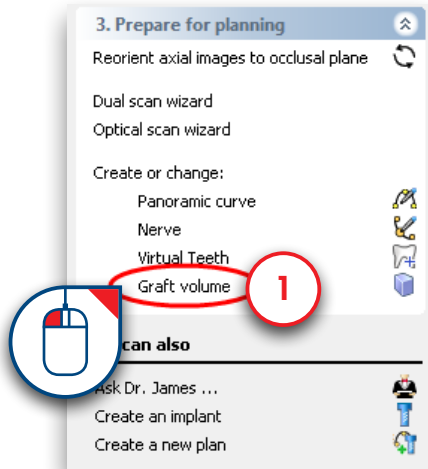 3. Prepare for planning
Reorient axial images to occlusal plane
Dual scan wizard
Optical scan wizard
Create or change:
Panoramic curve
Nerve
Virtual Teeth
Graft volume
1
can also
Ask Dr. James ...
Create an implant
Create a new plan